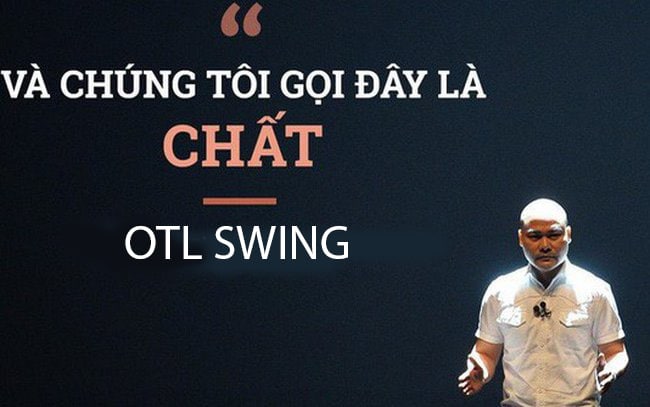 “
VÀ CHÚNG TÔI GỌI ĐÂY LÀ
CHẤT
OTL SWING